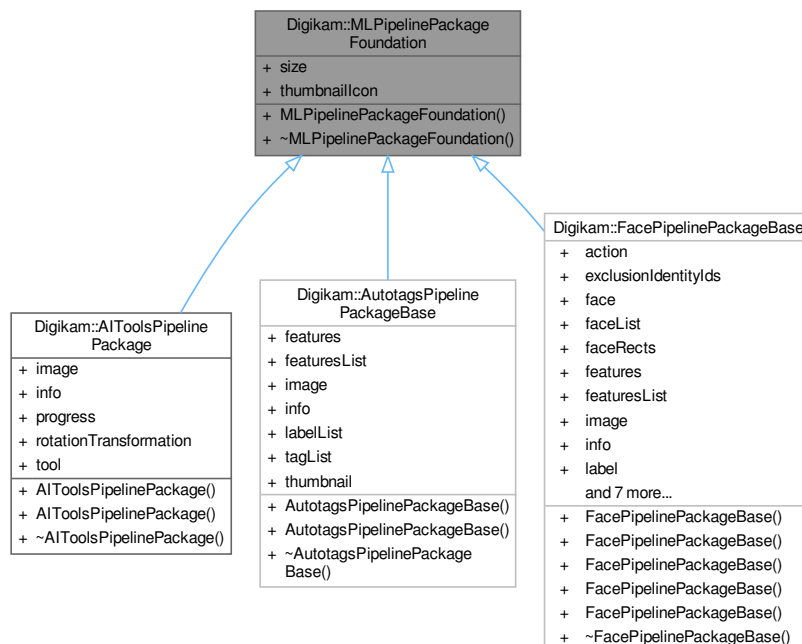 Digikam::MLPipelinePackage
Foundation
+ size
+ thumbnailIcon
+ MLPipelinePackageFoundation()
+ ~MLPipelinePackageFoundation()
Digikam::AIToolsPipeline
Package
+ image
+ info
+ progress
+ rotationTransformation
+ tool
+ AIToolsPipelinePackage()
+ AIToolsPipelinePackage()
+ ~AIToolsPipelinePackage()
Digikam::AutotagsPipeline
PackageBase
+ features
+ featuresList
+ image
+ info
+ labelList
+ tagList
+ thumbnail
+ AutotagsPipelinePackageBase()
+ AutotagsPipelinePackageBase()
+ ~AutotagsPipelinePackage
Base()
Digikam::FacePipelinePackageBase
+ action
+ exclusionIdentityIds
+ face
+ faceList
+ faceRects
+ features
+ featuresList
+ image
+ info
+ label
and 7 more...
+ FacePipelinePackageBase()
+ FacePipelinePackageBase()
+ FacePipelinePackageBase()
+ FacePipelinePackageBase()
+ FacePipelinePackageBase()
+ ~FacePipelinePackageBase()